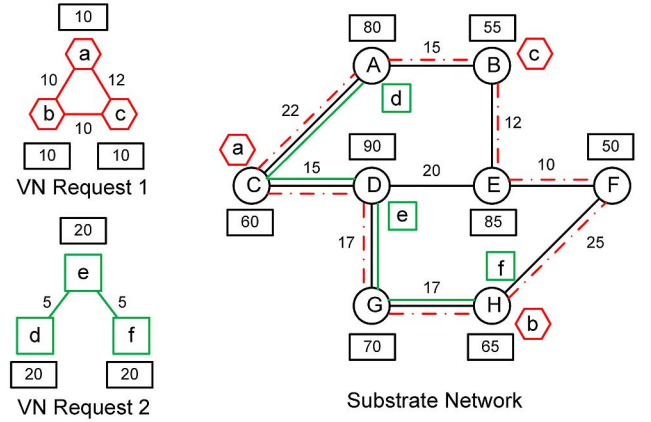 10
a
10 12
b 10 c
10 10
VN Request 1
20
e
5 5
d f
20 20
VN Request 2
80 55
15
A B c
d
22 12
a 90 50
15 20 10
C D E F
60 e 85
17 25
f
17
G H
b
70 65
Substrate Network